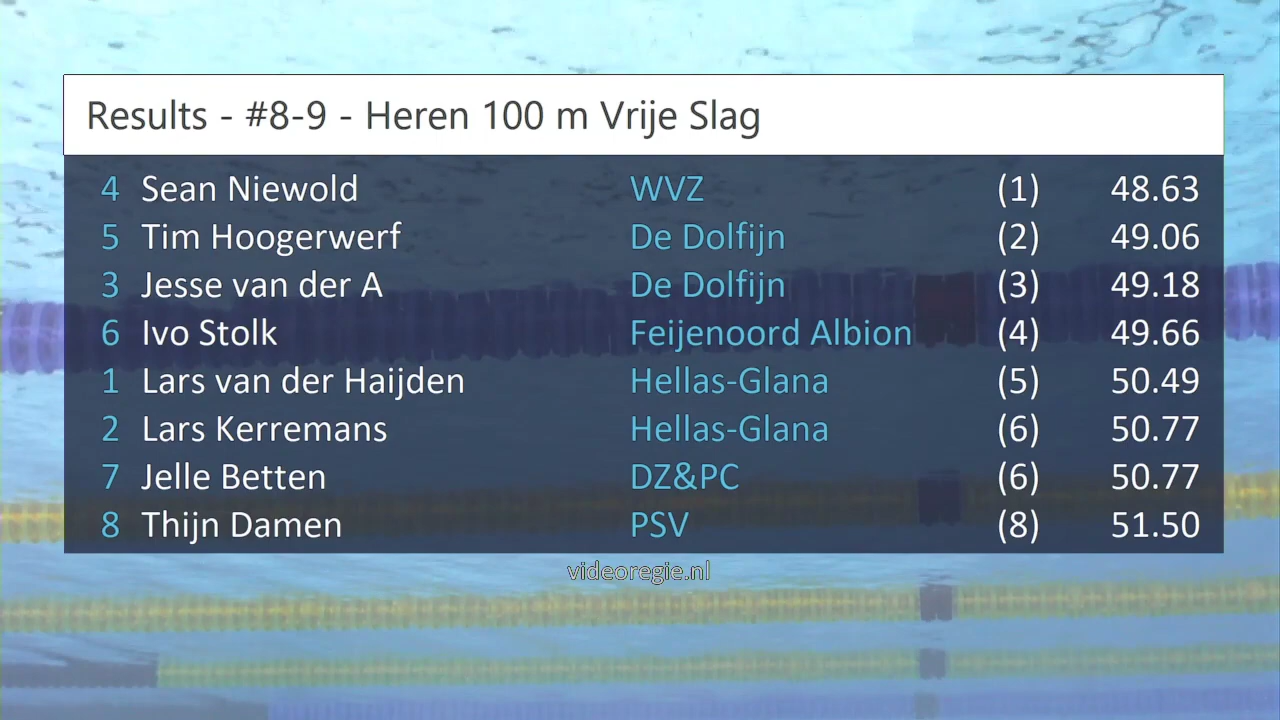 Results - #8-9 - Heren 100 m Vrije Slag
4 Sean Niewold WVZ (1) 48.63
5 Tim Hoogerwerf De Dolfijn (2) 49.06
3 Jesse van der A De Dolfijn (3) 49.18
6 Ivo Stolk Feijenoord Albion (4) 49.66
1 Lars van der Haijden Hellas-Glana (5) 50.49
2 Lars Kerremans Hellas-Glana (6) 50.77
7 Jelle Betten DZ&PC (6) 50.77
8 Thijn Damen PSV (8) 51.50
videoregie.nl